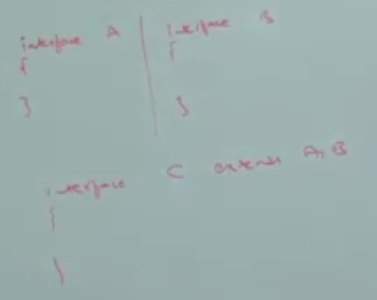 interface A
{
}
interface B
{
}
interface C extends A, B
{
}